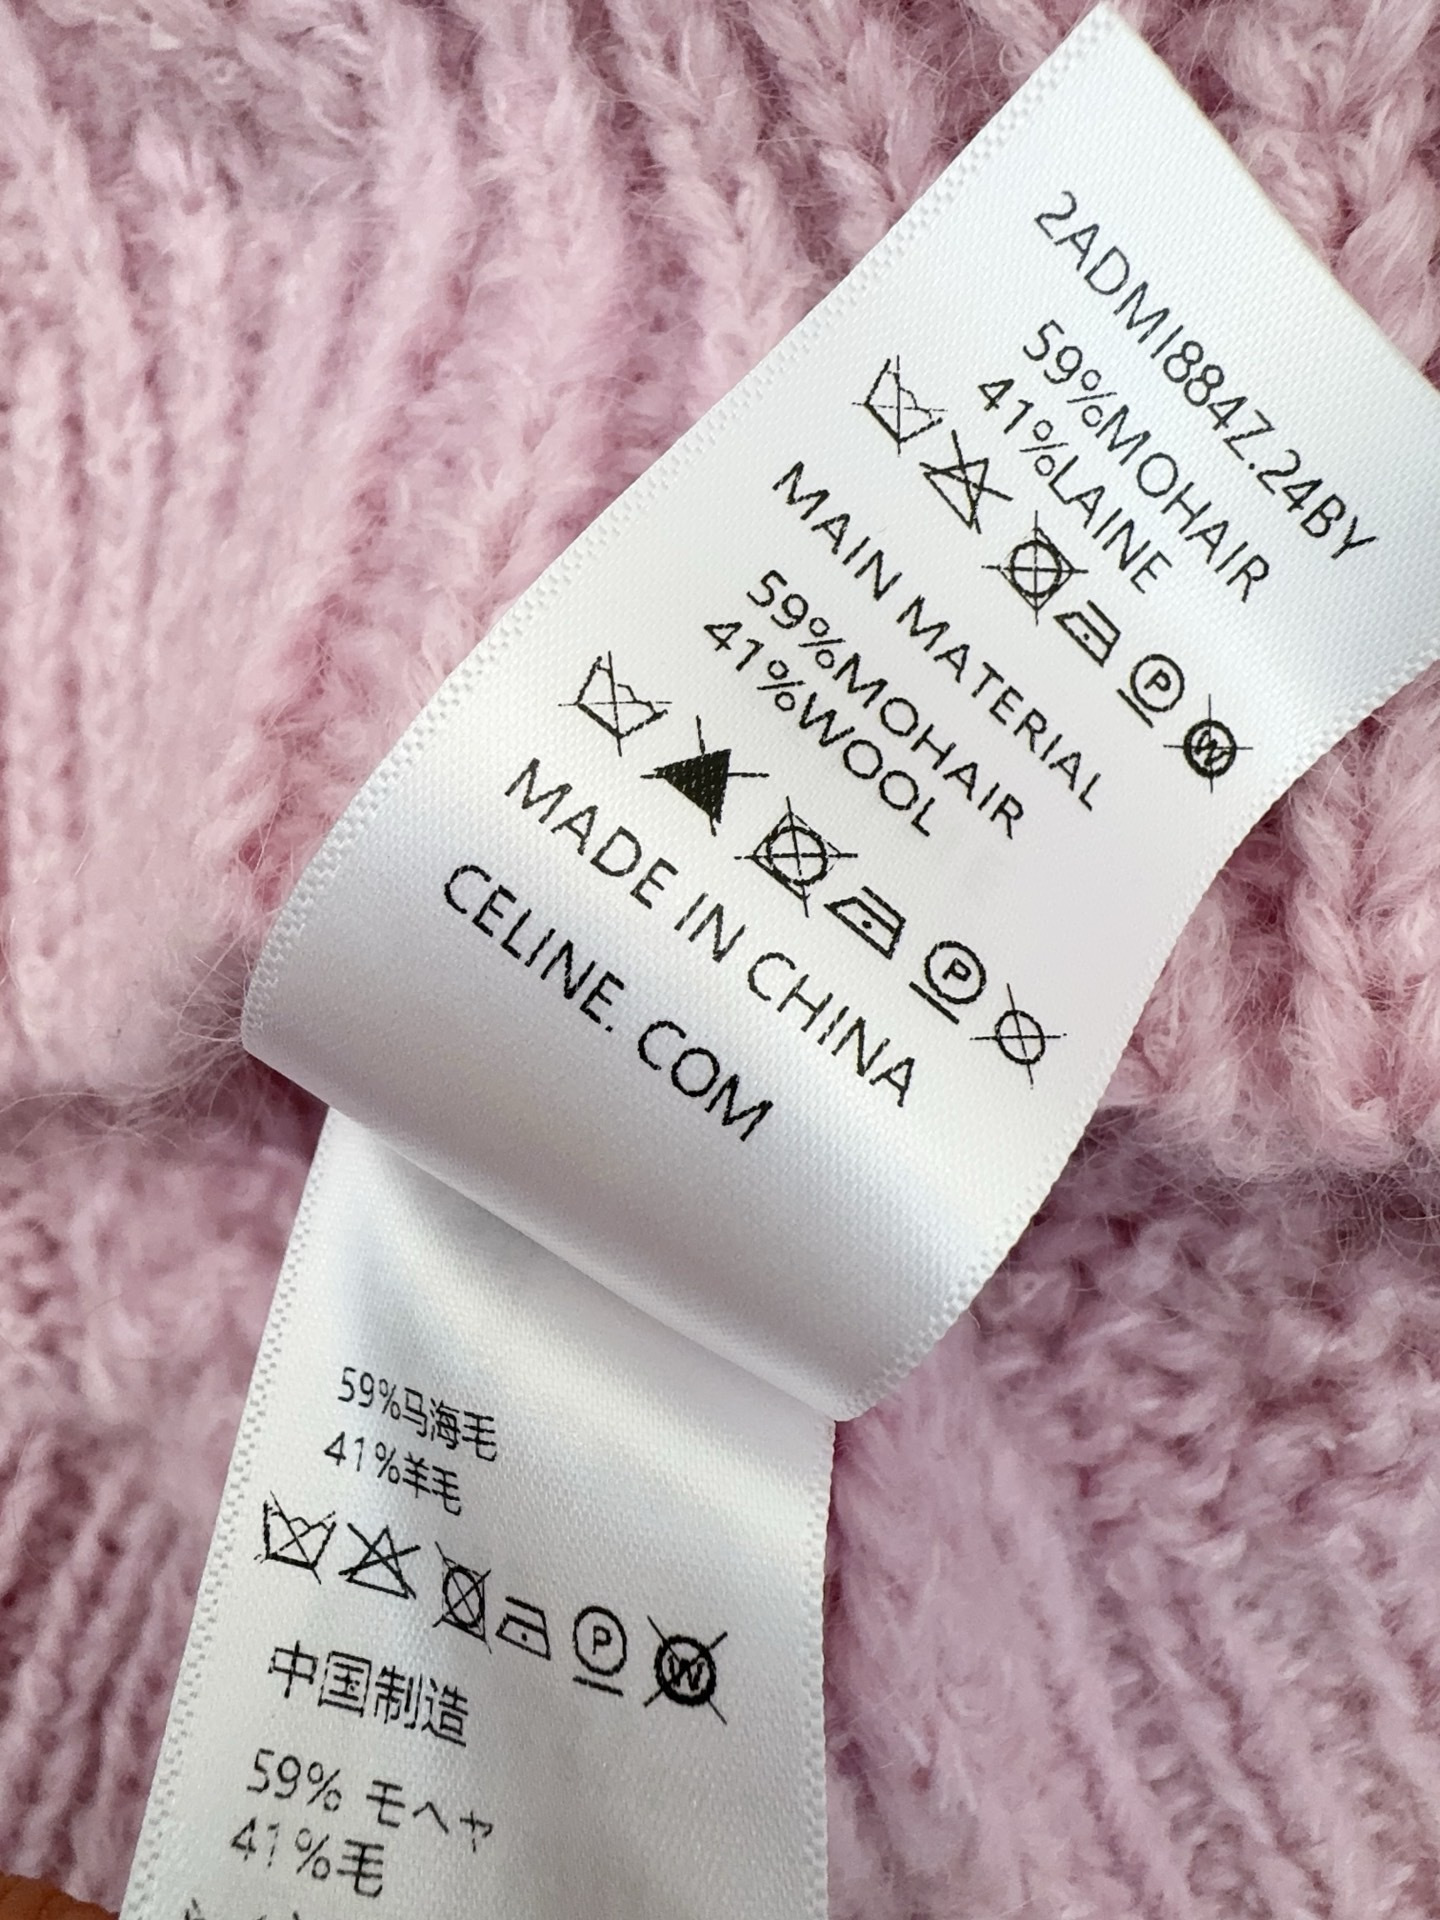 2ADMI884Z.24BY
59%MOHAIR
41%LAINE
P W
MAIN MATERIAL
59%MOHAIR
41%WOOL
P
MADE IN CHINA
CELINE. COM
59%马海毛
41%羊毛
P W
中国制造
59% モヘヤ
41%毛